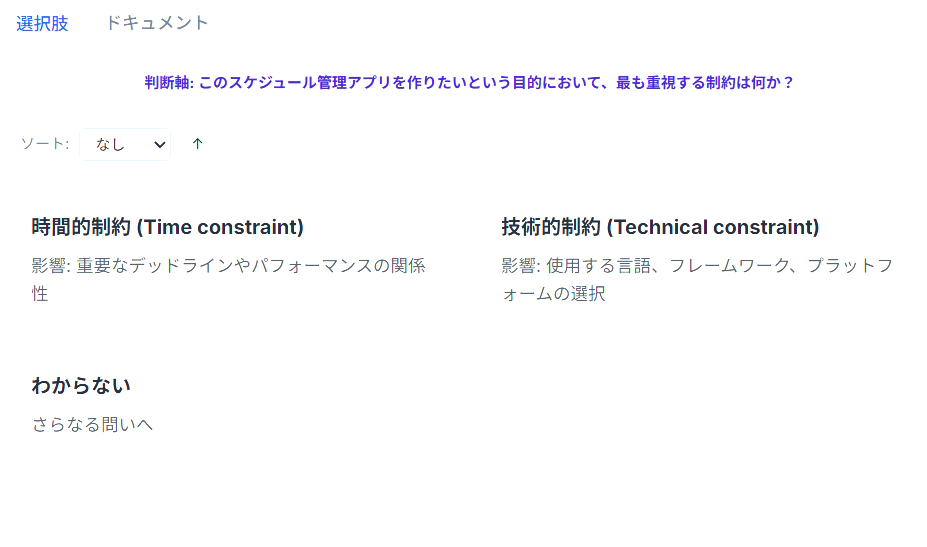 選択肢 ドキュメント
判断軸: このスケジュール管理アプリを作りたいという目的において、最も重視する制約は何か？
ソート: なし ↑
時間的制約 (Time constraint)
影響: 重要なデッドラインやパフォーマンスの関係
性
技術的制約 (Technical constraint)
影響: 使用する言語、フレームワーク、プラットフ
ォームの選択
わからない
さらなる問いへ